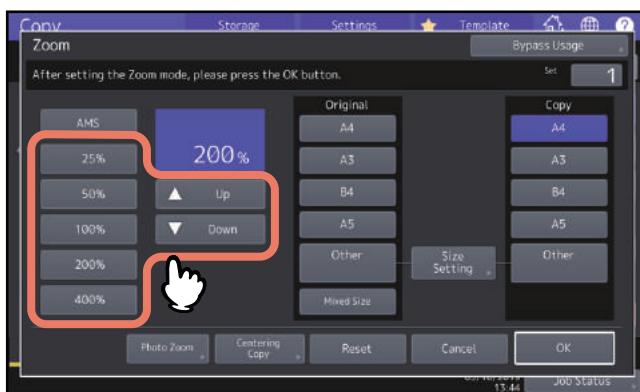 Copy Storage Settings Template
Zoom
Bypass Usage
After setting the Zoom mode, please press the OK button.
Set 1
Original
Copy
AMS
25%
50%
100%
200%
400%
200 %
Up
Down
A4
A3
B4
A5
Other
Mixed Size
Size
Setting
A4
A3
B4
A5
Other
Photo Zoom
Centering
Copy
Reset
Cancel
OK
13:44
Job Status